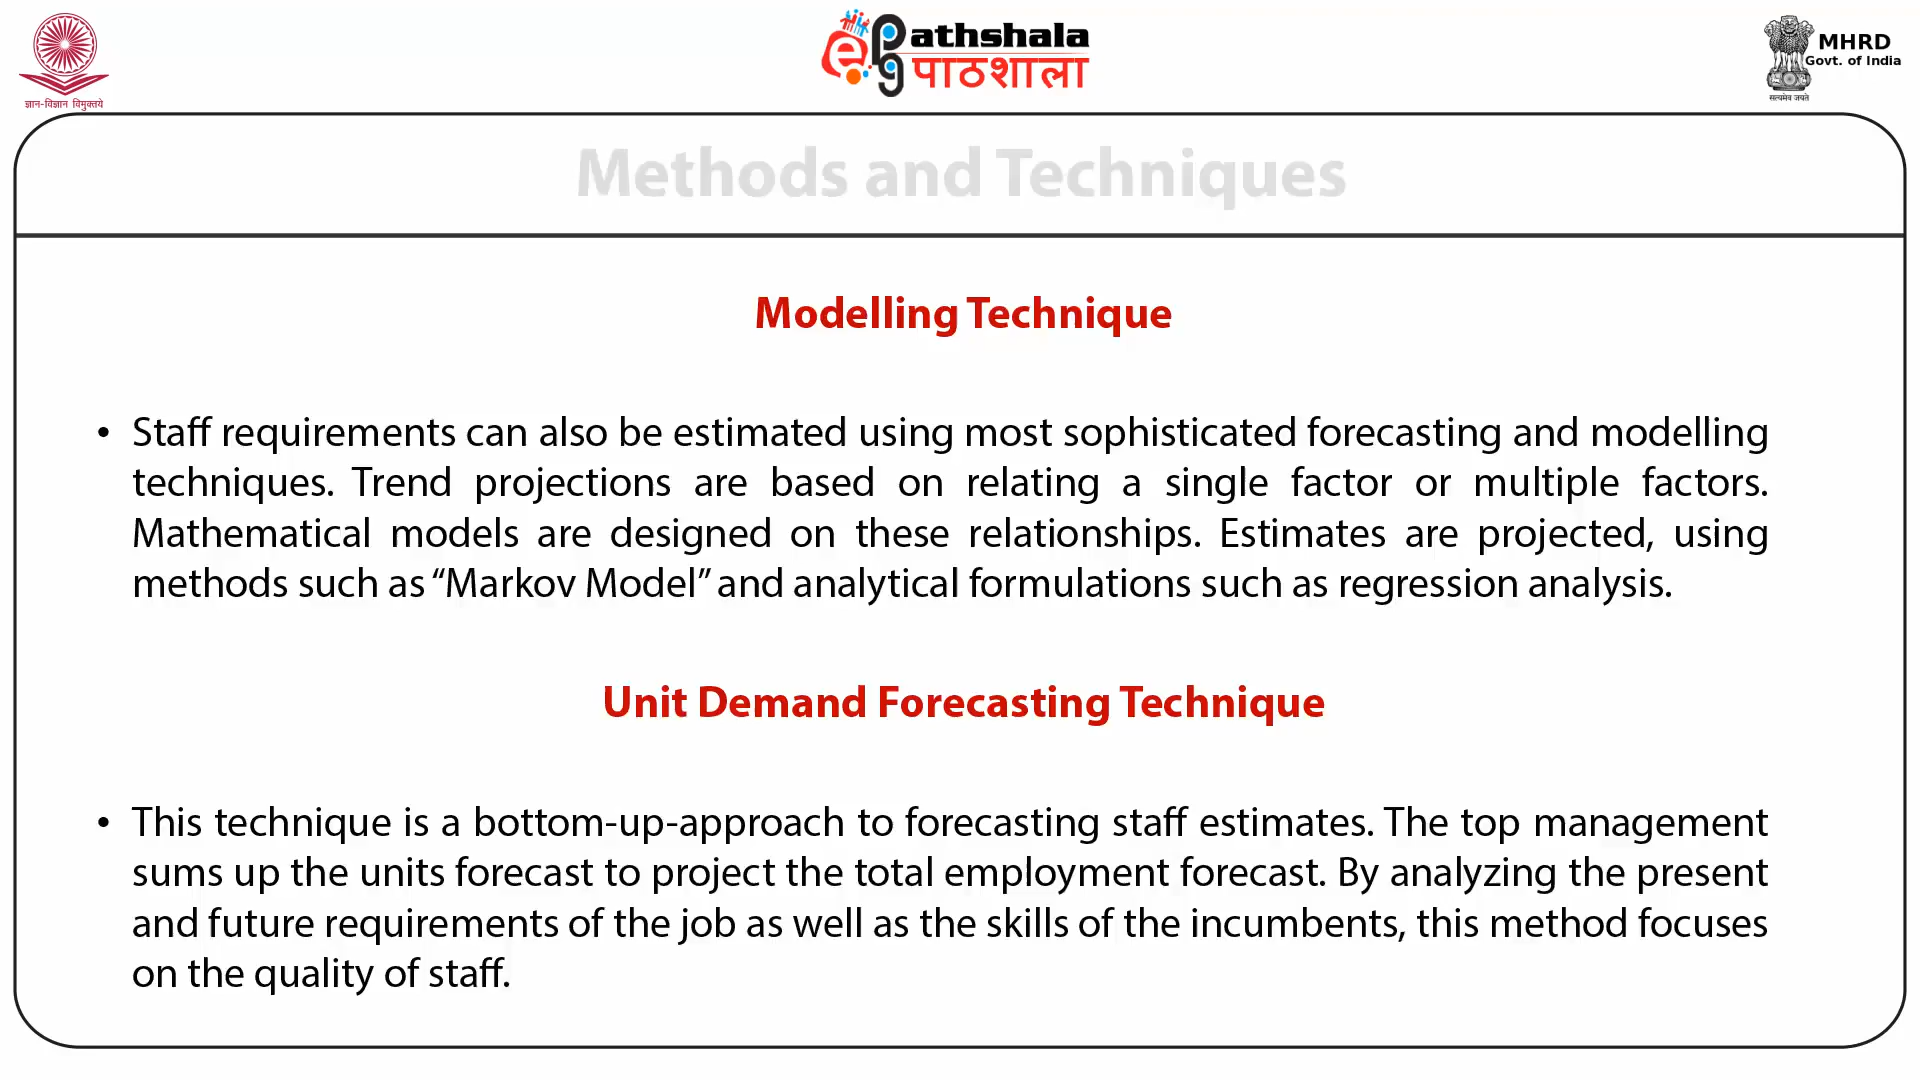 ज्ञान-विज्ञान विमुक्तये
ePathshala
पाठशाला
MHRD
Govt. of India
सत्यमेव जयते
Methods and Techniques
Modelling Technique
• Staff requirements can also be estimated using most sophisticated forecasting and modelling
techniques. Trend projections are based on relating a single factor or multiple factors.
Mathematical models are designed on these relationships. Estimates are projected, using
methods such as “Markov Model” and analytical formulations such as regression analysis.
Unit Demand Forecasting Technique
• This technique is a bottom-up-approach to forecasting staff estimates. The top management
sums up the units forecast to project the total employment forecast. By analyzing the present
and future requirements of the job as well as the skills of the incumbents, this method focuses
on the quality of staff.